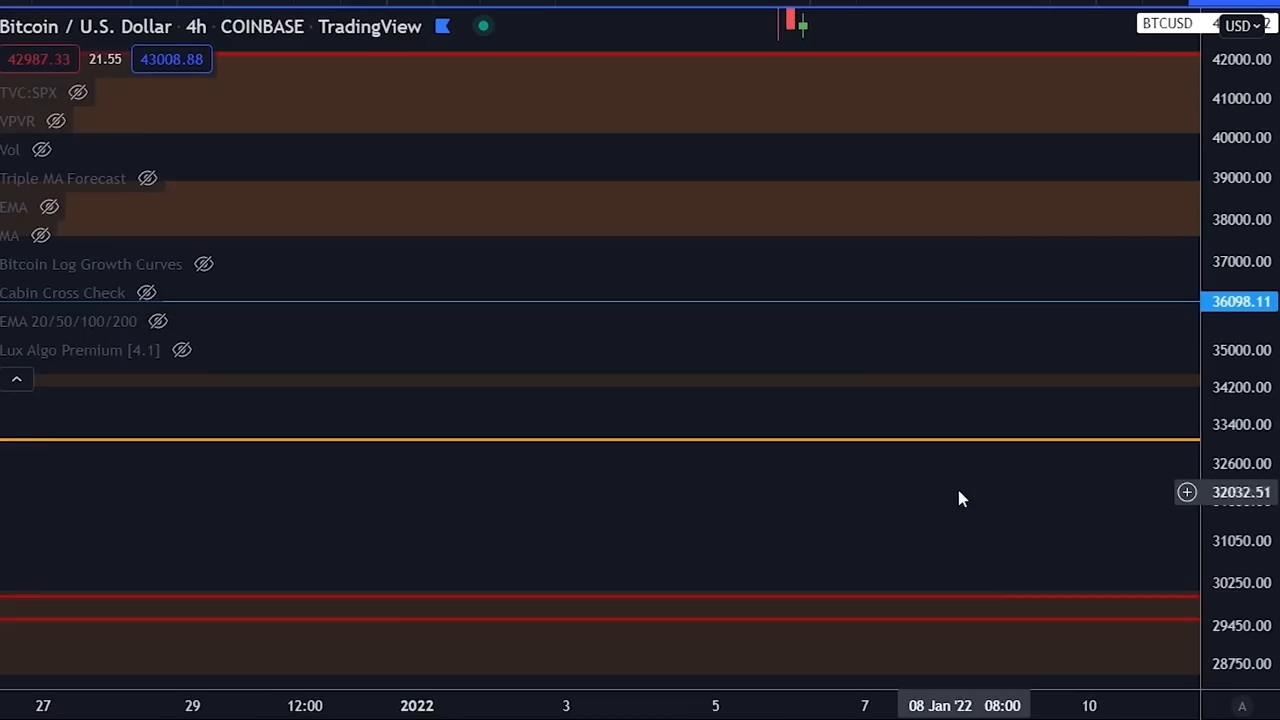 Bitcoin / U.S. Dollar · 4h · COINBASE · TradingView
BTCUSD
USD
42987.33 21.55 43008.88
TVC:SPX
VPVR
Vol
Triple MA Forecast
EMA
MA
Bitcoin Log Growth Curves
Cabin Cross Check
EMA 20/50/100/200
Lux Algo Premium [4.1]
42000.00
41000.00
40000.00
39000.00
38000.00
37000.00
36098.11
35000.00
34200.00
33400.00
32600.00
32032.51
31050.00
30250.00
29450.00
28750.00
27 29 12:00 2022 3 5 7 08 Jan '22 08:00 10
A